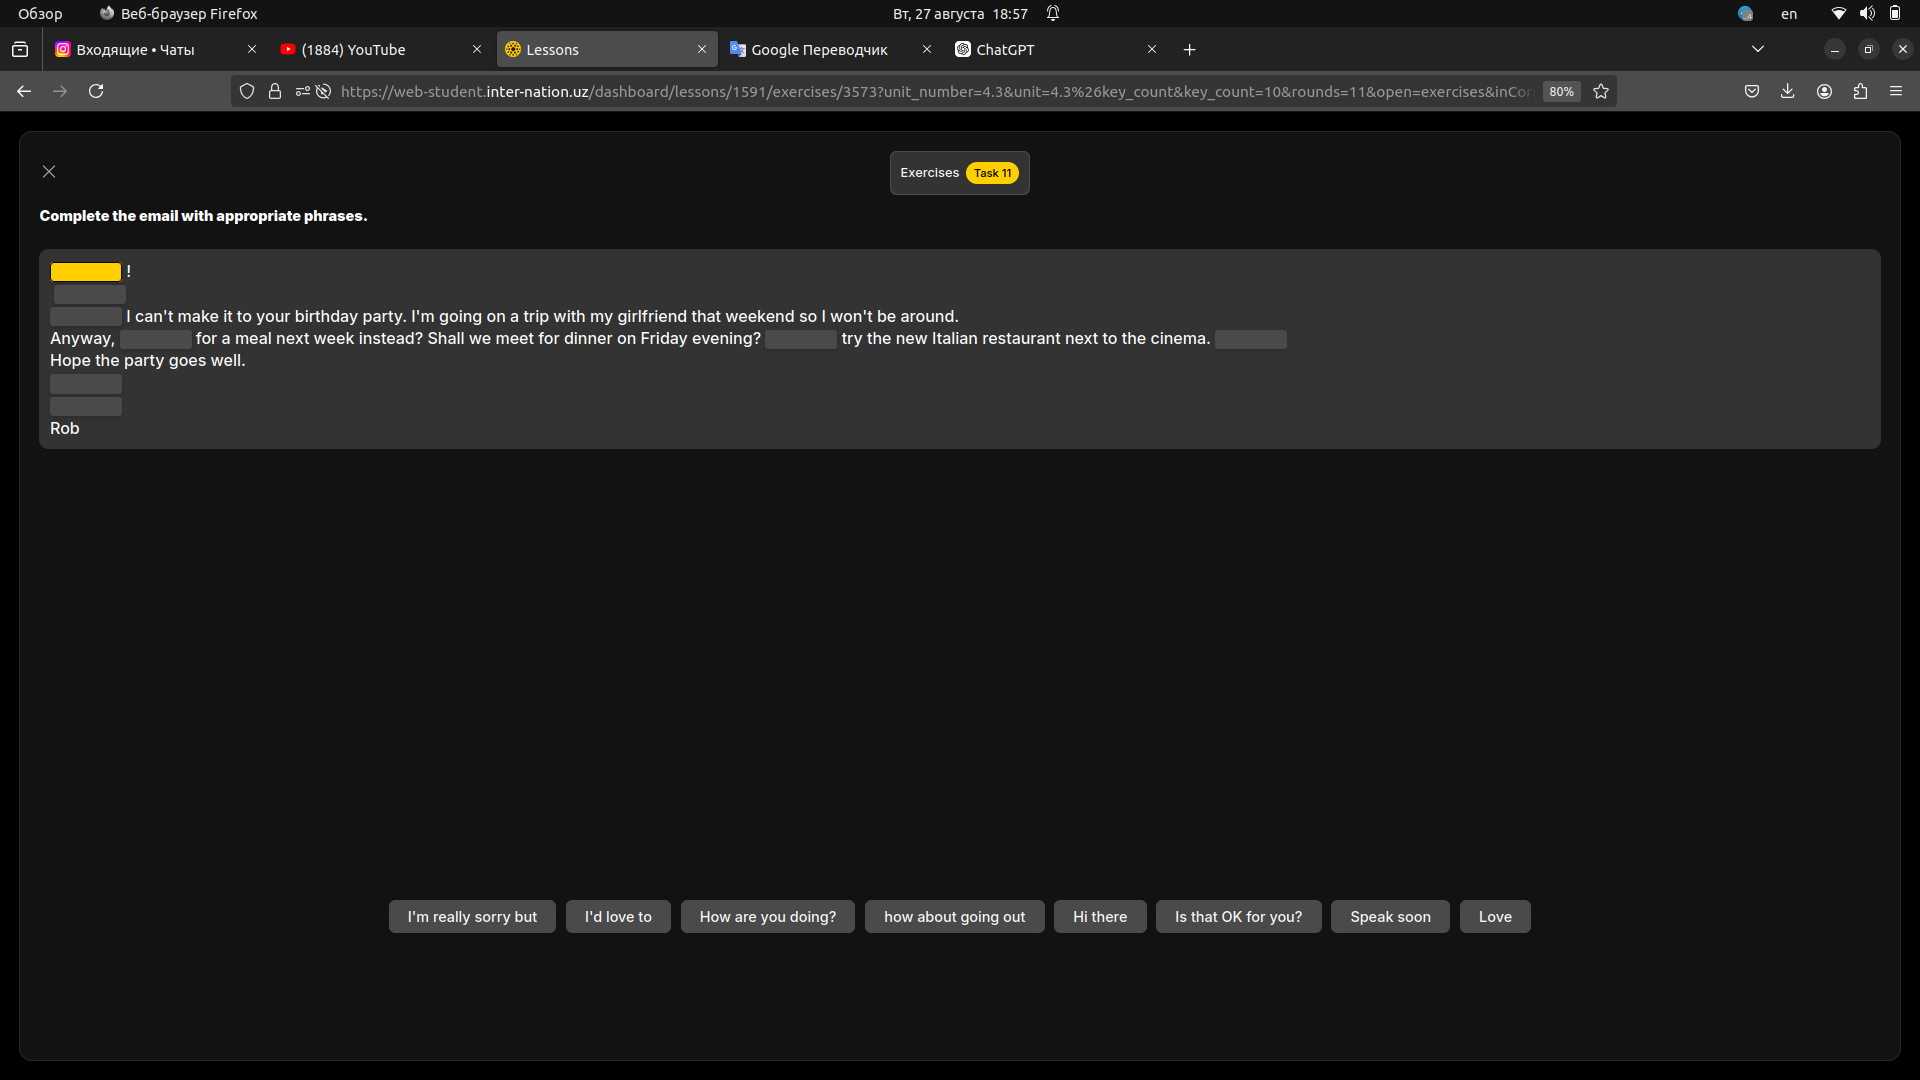 Обзор
Веб-браузер Firefox
Вт, 27 августа 18:57
en
Входящие • Чаты
(1884) YouTube
Lessons
Google Переводчик
ChatGPT
https://web-student.inter-nation.uz/dashboard/lessons/1591/exercises/3573?unit_number=4.3&unit=4.3%26key_count&key_count=10&rounds=11&open=exercises&inCor
80%
Exercises Task 11
Complete the email with appropriate phrases.
!
I can't make it to your birthday party. I'm going on a trip with my girlfriend that weekend so I won't be around.
Anyway, for a meal next week instead? Shall we meet for dinner on Friday evening? try the new Italian restaurant next to the cinema.
Hope the party goes well.
Rob
I'm really sorry but
I'd love to
How are you doing?
how about going out
Hi there
Is that OK for you?
Speak soon
Love